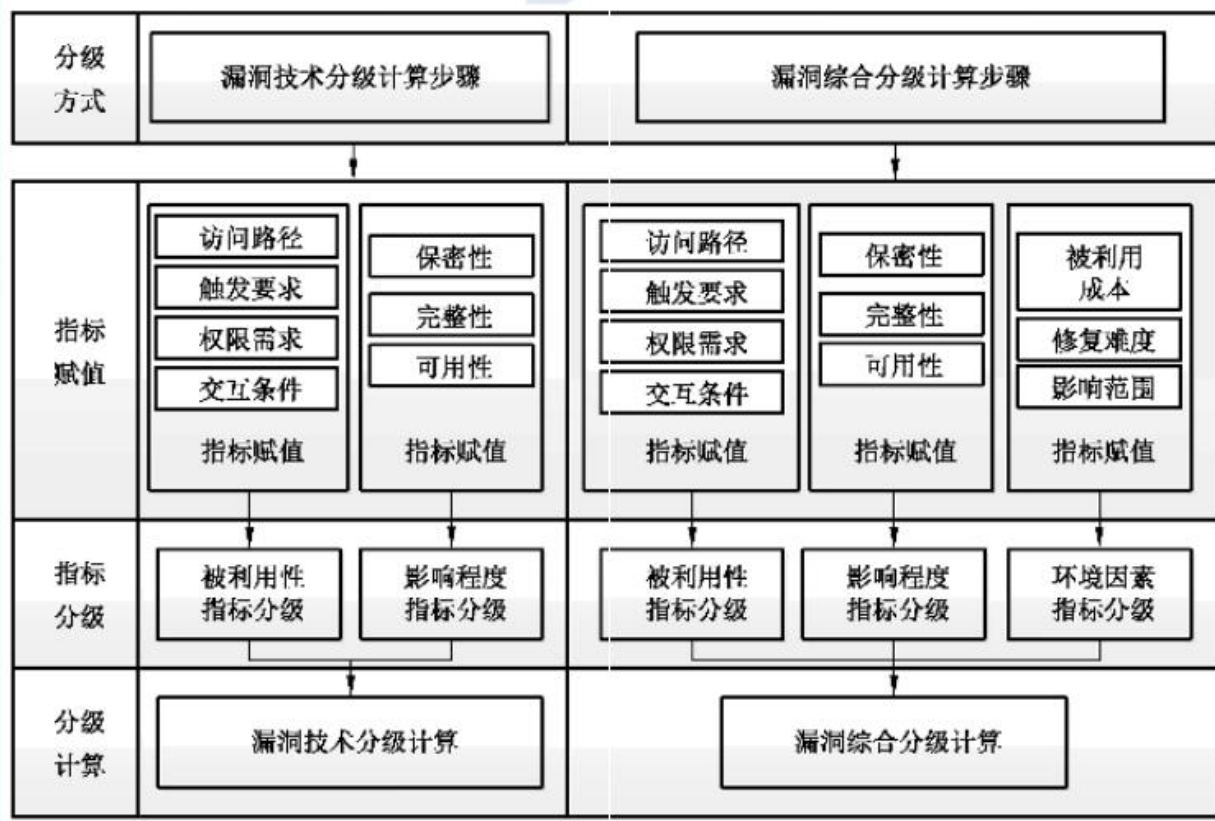 分级
方式
漏洞技术分级计算步骤
漏洞综合分级计算步骤
指标
赋值
访问路径
触发要求
权限需求
交互条件
指标赋值
保密性
完整性
可用性
指标赋值
访问路径
触发要求
权限需求
交互条件
指标赋值
保密性
完整性
可用性
指标赋值
被利用
成本
修复难度
影响范围
指标赋值
指标
分级
被利用性
指标分级
影响程度
指标分级
被利用性
指标分级
影响程度
指标分级
环境因素
指标分级
分级
计算
漏洞技术分级计算
漏洞综合分级计算